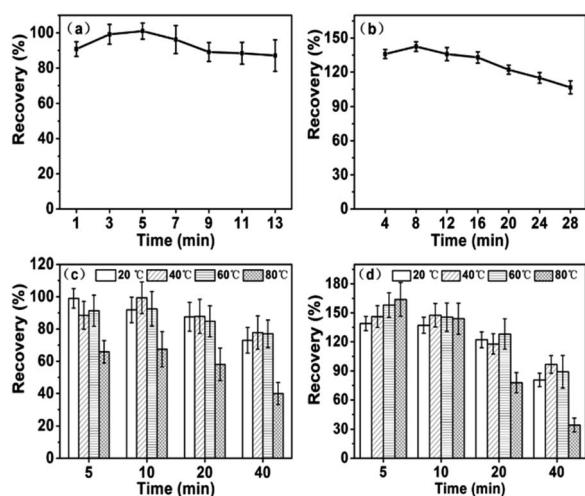 (a)
Recovery (%)
100
80
60
40
20
0
1 3 5 7 9 11 13
Time (min)
(b)
Recovery (%)
150
120
90
60
30
0
4 8 12 16 20 24 28
Time (min)
(c) 20 ℃ 40℃ 60℃ 80℃
Recovery (%)
120
100
80
60
40
20
0
5 10 20 40
Time (min)
(d) 20 ℃ 40℃ 60℃ 80℃
Recovery (%)
180
150
120
90
60
30
0
5 10 20 40
Time (min)